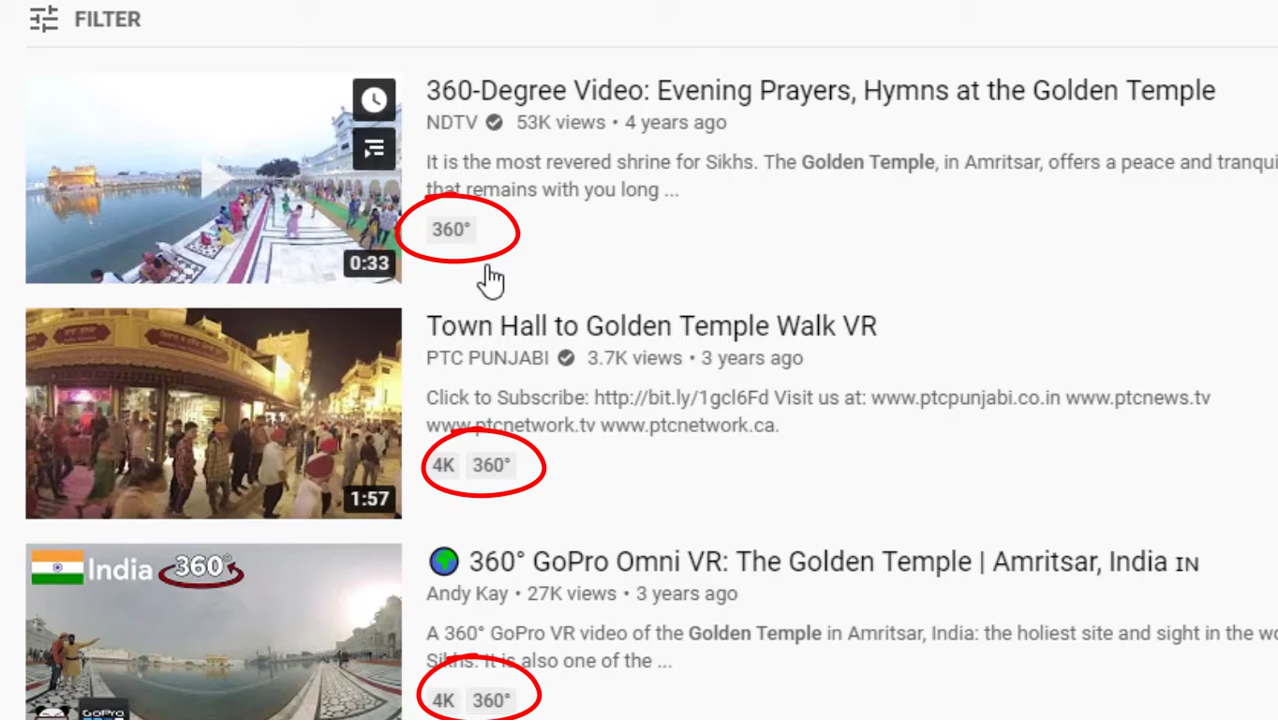 FILTER
360-Degree Video: Evening Prayers, Hymns at the Golden Temple
NDTV 53K views • 4 years ago
It is the most revered shrine for Sikhs. The Golden Temple, in Amritsar, offers a peace and tranqui
that remains with you long ...
360°
0:33
Town Hall to Golden Temple Walk VR
PTC PUNJABI 3.7K views • 3 years ago
Click to Subscribe: http://bit.ly/1gcl6Fd Visit us at: www.ptcpunjabi.co.in www.ptcnews.tv
www.ptcnetwork.tv www.ptcnetwork.ca.
4K 360°
1:57
India 360°
360° GoPro Omni VR: The Golden Temple | Amritsar, India IN
Andy Kay • 27K views • 3 years ago
A 360° GoPro VR video of the Golden Temple in Amritsar, India: the holiest site and sight in the wo
Sikhs. It is also one of the ...
4K 360°
GoPro